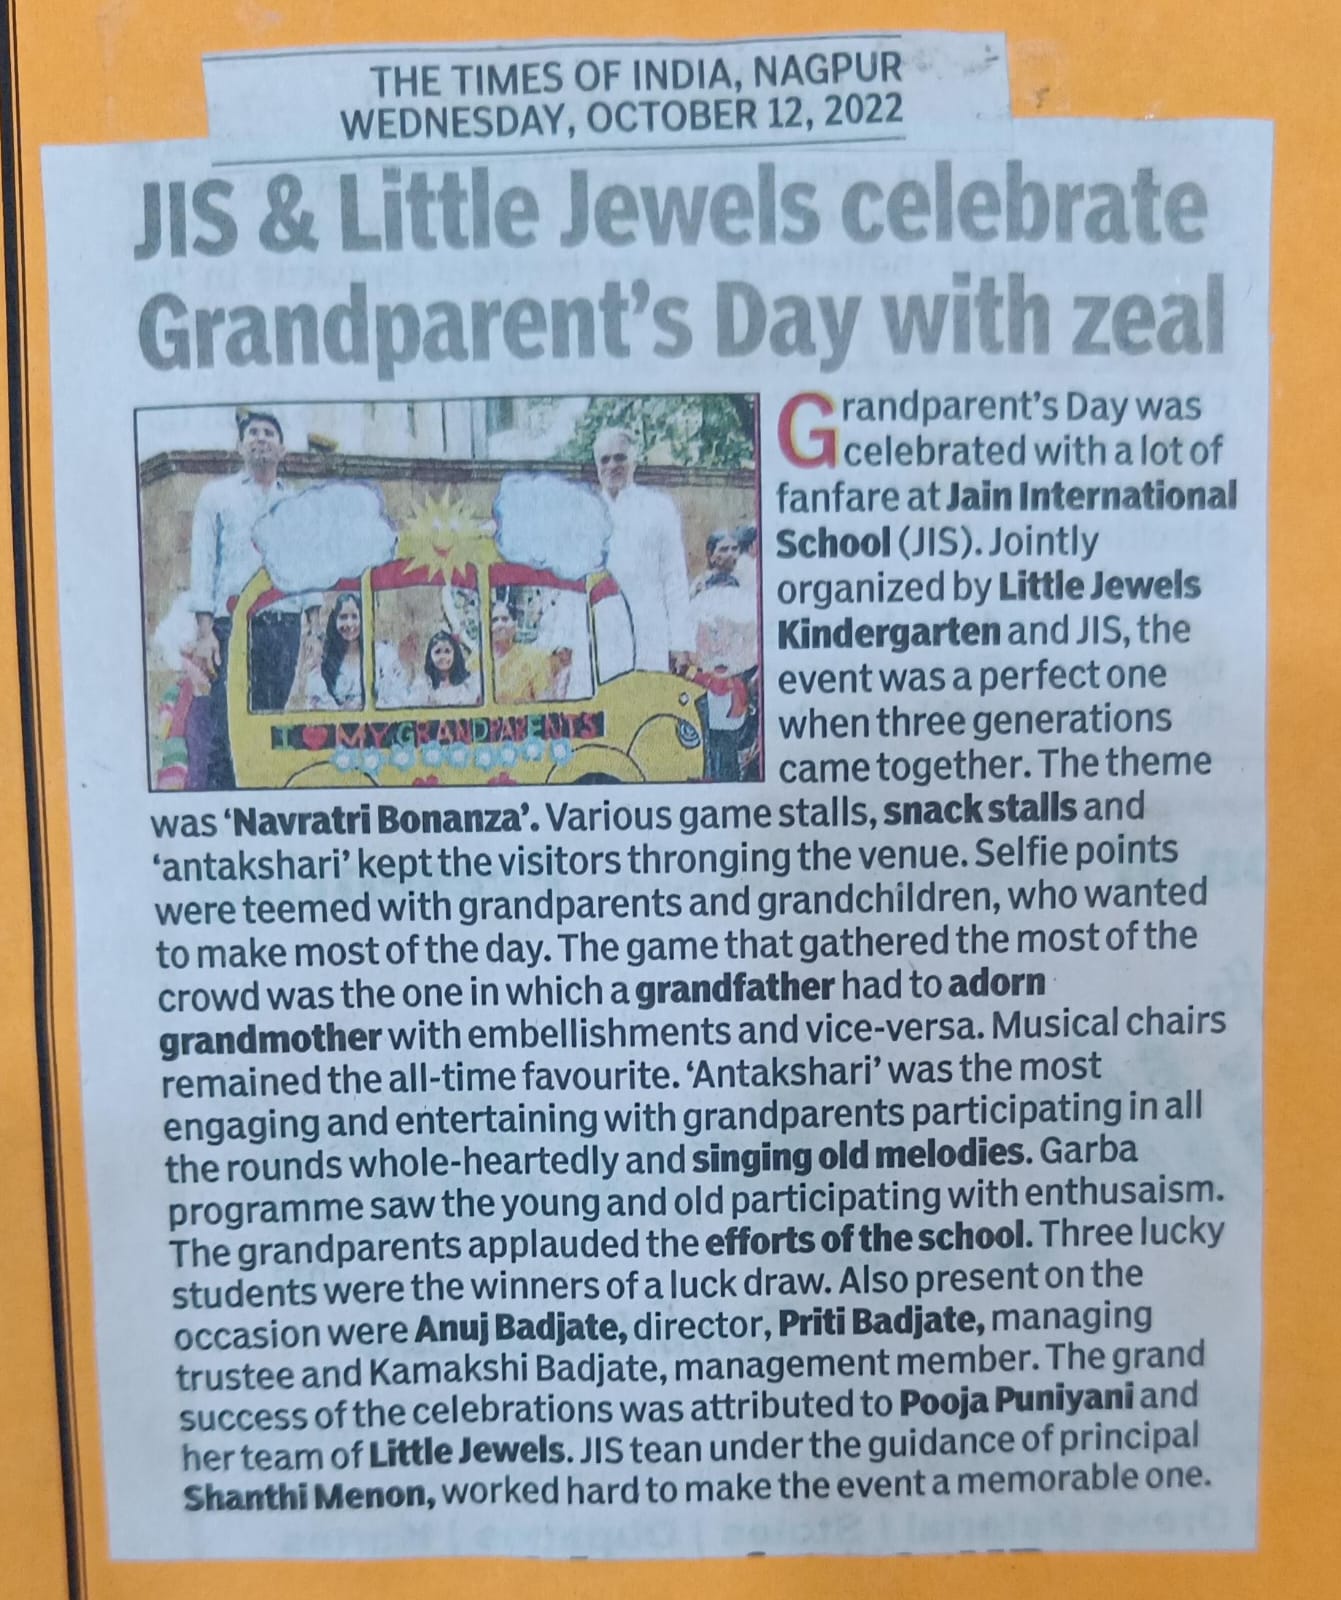 THE TIMES OF INDIA, NAGPUR
WEDNESDAY, OCTOBER 12, 2022
JIS & Little Jewels celebrate
Grandparent's Day with zeal
I ♥ MY GRANDPARENTS
Grandparent's Day was
celebrated with a lot of
fanfare at Jain International
School (JIS). Jointly
organized by Little Jewels
Kindergarten and JIS, the
event was a perfect one
when three generations
came together. The theme
was 'Navratri Bonanza'. Various game stalls, snack stalls and
'antakshari' kept the visitors thronging the venue. Selfie points
were teemed with grandparents and grandchildren, who wanted
to make most of the day. The game that gathered the most of the
crowd was the one in which a grandfather had to adorn
grandmother with embellishments and vice-versa. Musical chairs
remained the all-time favourite. 'Antakshari' was the most
engaging and entertaining with grandparents participating in all
the rounds whole-heartedly and singing old melodies. Garba
programme saw the young and old participating with enthusaism.
The grandparents applauded the efforts of the school. Three lucky
students were the winners of a luck draw. Also present on the
occasion were Anuj Badjate, director, Priti Badjate, managing
trustee and Kamakshi Badjate, management member. The grand
success of the celebrations was attributed to Pooja Puniyani and
her team of Little Jewels. JIS tean under the guidance of principal
Shanthi Menon, worked hard to make the event a memorable one.